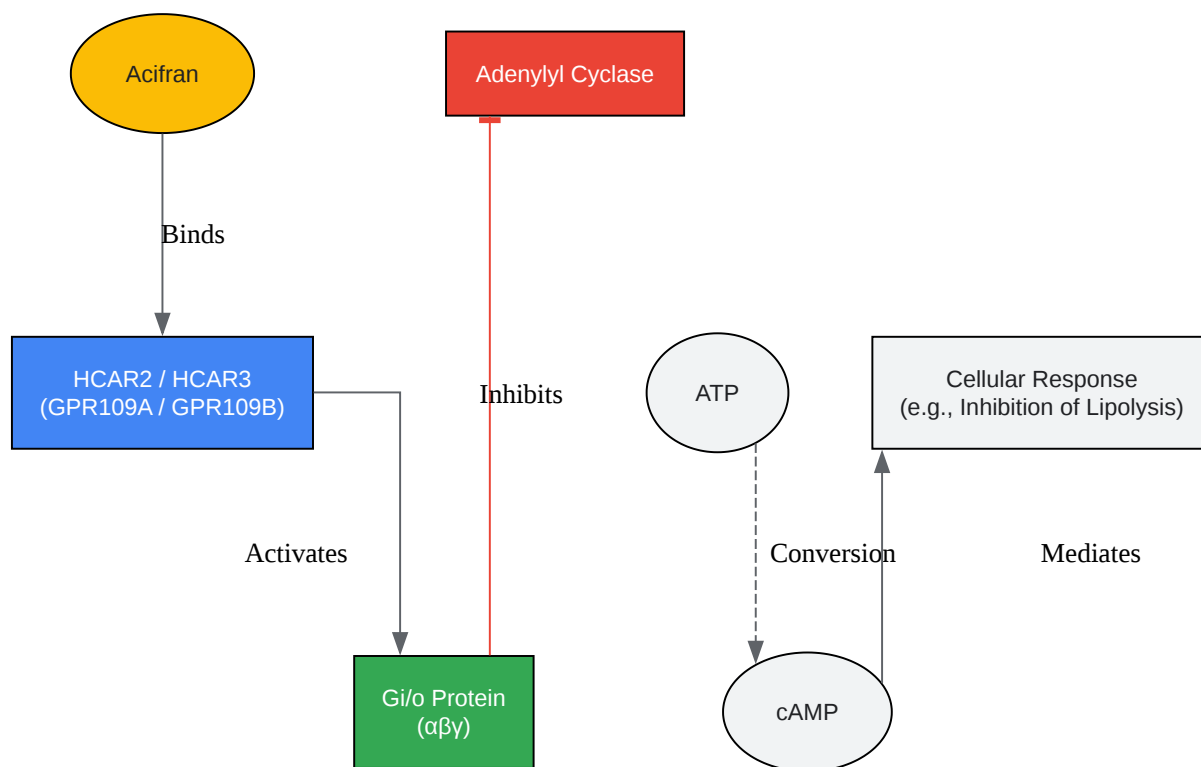 Acifran
Adenylyl Cyclase
Binds
HCAR2 / HCAR3
(GPR109A / GPR109B)
Inhibits
ATP
Cellular Response
(e.g., Inhibition of Lipolysis)
Activates
Conversion
Mediates
Gi/o Protein
(αβγ)
cAMP